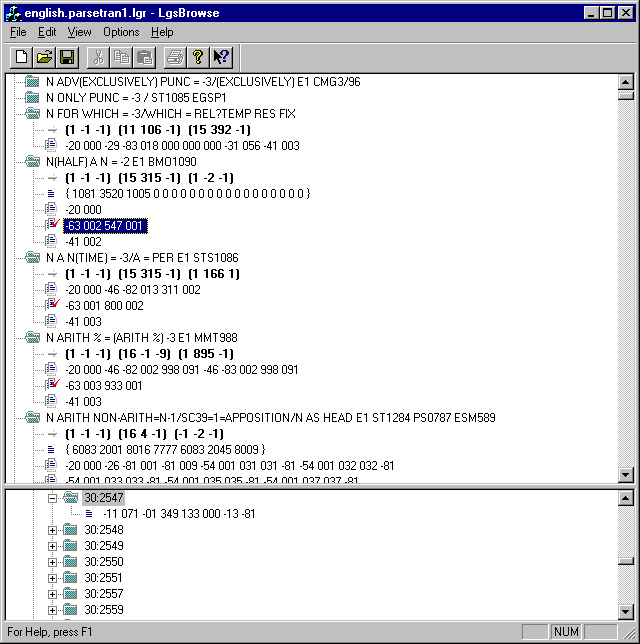 english.parsetran1.lgr - LgsBrowse
File Edit View Options Help
N ADV(EXCLUSIVELY) PUNC = -3/(EXCLUSIVELY) E1 CMG3/96
N ONLY PUNC = -3 / ST1085 EGSP1
N FOR WHICH = -3/WHICH = REL?TEMP RES FIX
(1 -1 -1) (11 106 -1) (15 392 -1)
-20 000 -29 -83 018 000 000 000 -31 056 -41 003
N(HALF) A N = -2 E1 BMO1090
(1 -1 -1) (15 315 -1) (1 -2 -1)
{ 1081 3520 1005 0 0 0 0 0 0 0 0 0 0 0 0 0 0 0 0 0 }
-20 000
-63 002 547 001
-41 002
N A N(TIME) = -3/A = PER E1 STS1086
(1 -1 -1) (15 315 -1) (1 166 1)
-20 000 -46 -82 013 311 002
-63 001 800 002
-41 003
N ARITH % = (ARITH %) -3 E1 MMT988
(1 -1 -1) (16 -1 -9) (1 895 -1)
-20 000 -46 -82 002 998 091 -46 -83 002 998 091
-63 003 933 001
-41 003
N ARITH NON-ARITH=N-1/SC39=1=APPOSITION/N AS HEAD E1 ST1284 PS0787 ESM589
(1 -1 -1) (16 4 -1) (-1 -2 -1)
{ 6083 2001 8016 7777 6083 2045 8009 }
-20 000 -26 -81 001 -81 009 -54 001 031 031 -81 -54 001 032 032 -81
-54 001 033 033 -81 -54 001 035 035 -81 -54 001 037 037 -81
30:2547
-11 071 -01 349 133 000 -13 -81
30:2548
30:2549
30:2550
30:2551
30:2557
30:2559
For Help, press F1
NUM